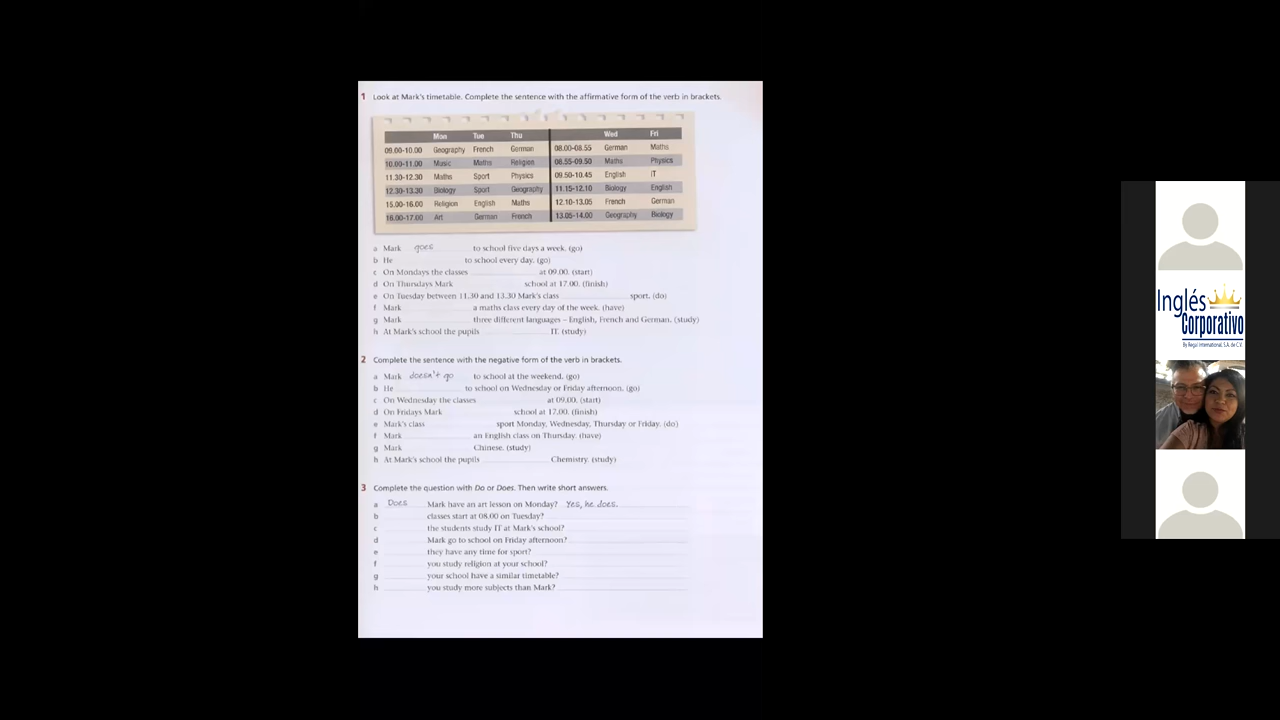 1 Look at Mark's timetable. Complete the sentence with the affirmative form of the verb in brackets.
Mon Tue Thu Wed Fri
09.00-10.00 Geography French German 08.00-08.55 German Maths
10.00-11.00 Music Maths Religion 08.55-09.50 Maths Physics
11.30-12.30 Maths Sport Physics 09.50-10.45 English IT
12.30-13.30 Biology Sport Geography 11.15-12.10 Biology English
15.00-16.00 Religion English Maths 12.10-13.05 French German
16.00-17.00 Art German French 13.05-14.00 Geography Biology
a Mark goes to school five days a week. (go)
b He to school every day. (go)
c On Mondays the classes at 09.00. (start)
d On Thursdays Mark school at 17.00. (finish)
e On Tuesday between 11.30 and 13.30 Mark's class sport. (do)
f Mark a maths class every day of the week. (have)
g Mark three different languages – English, French and German. (study)
h At Mark's school the pupils IT. (study)
2 Complete the sentence with the negative form of the verb in brackets.
a Mark doesn't go to school at the weekend. (go)
b He to school on Wednesday or Friday afternoon. (go)
c On Wednesday the classes at 09.00. (start)
d On Fridays Mark school at 17.00. (finish)
e Mark's class sport Monday, Wednesday, Thursday or Friday. (do)
f Mark an English class on Thursday. (have)
g Mark Chinese. (study)
h At Mark's school the pupils Chemistry. (study)
3 Complete the question with Do or Does. Then write short answers.
a Does Mark have an art lesson on Monday? Yes, he does.
b classes start at 08.00 on Tuesday?
c the students study IT at Mark's school?
d Mark go to school on Friday afternoon?
e they have any time for sport?
f you study religion at your school?
g your school have a similar timetable?
h you study more subjects than Mark?
Inglés
Corporativo
By Regal International, S.A. de C.V.